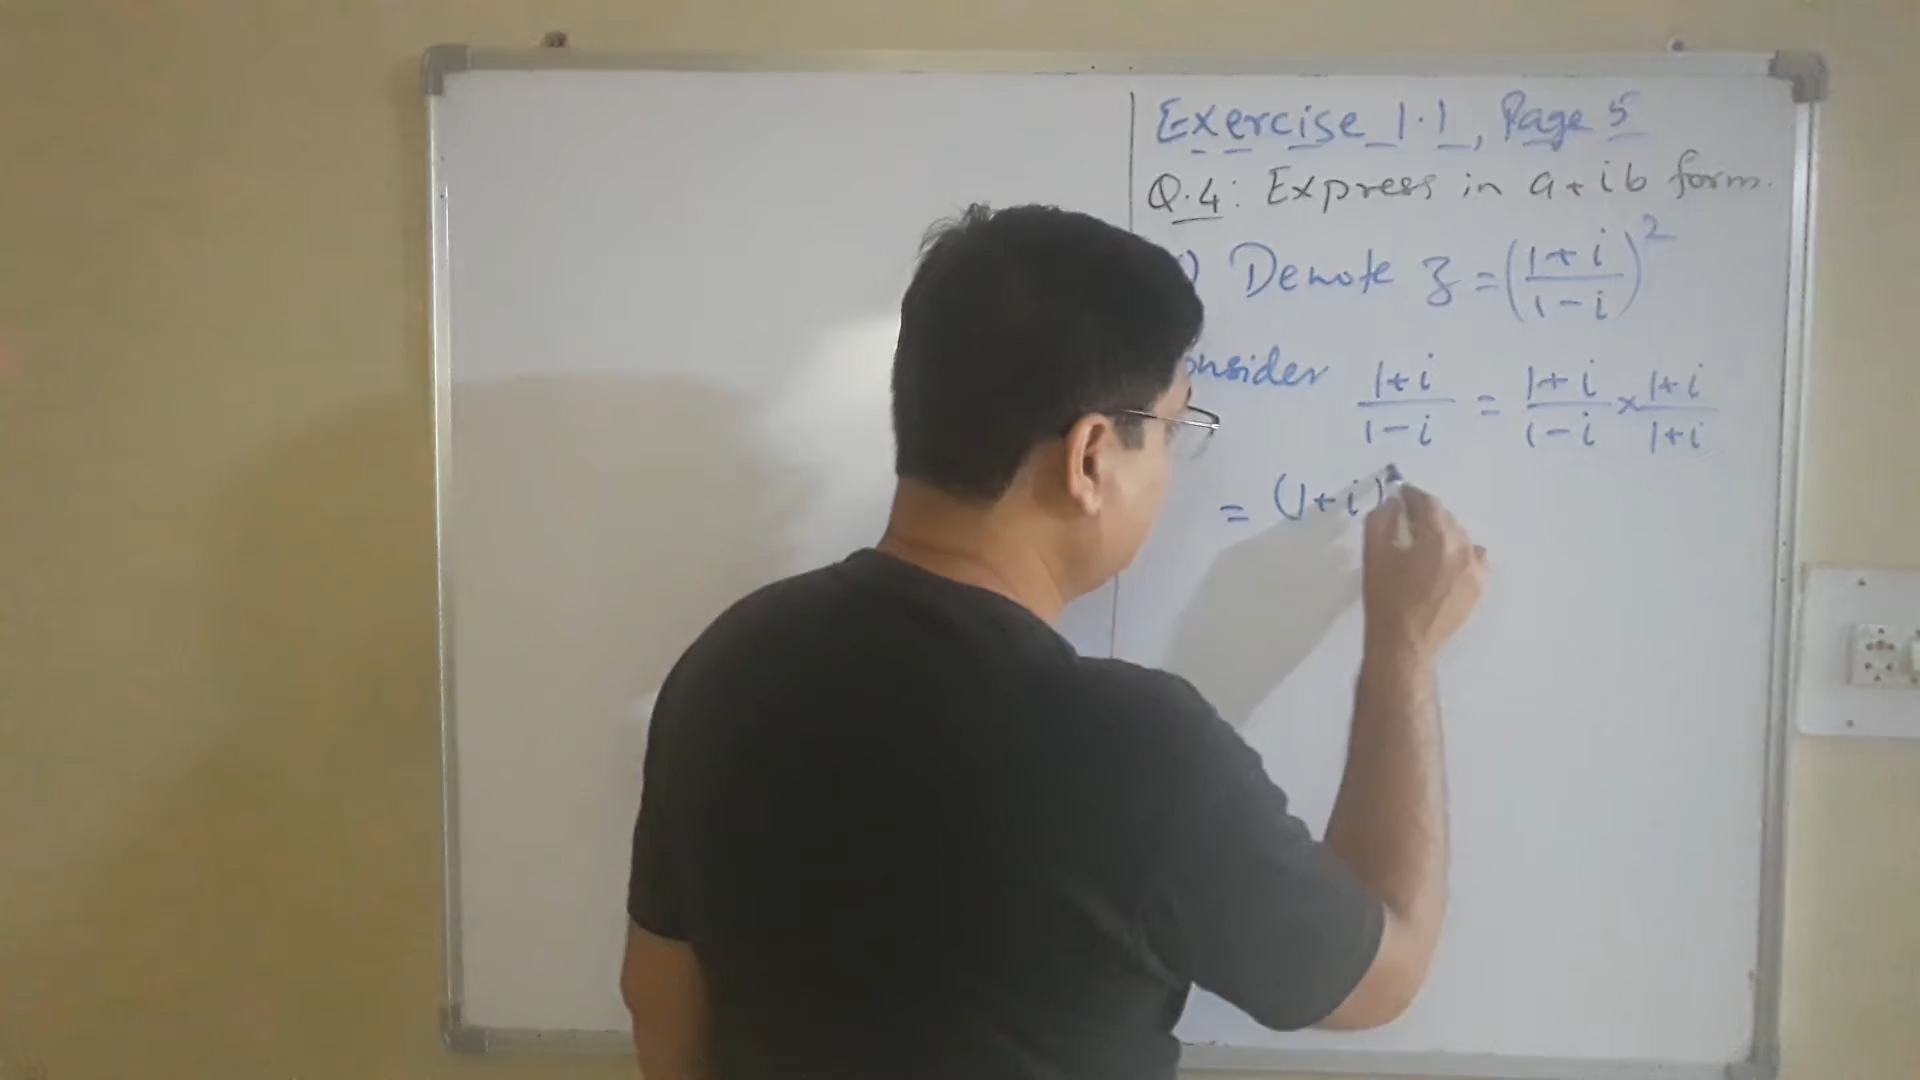 Exercise 1.1, Page 5
Q.4: Express in a+ib form.
) Denote z = ((1+i)/(1-i))^2
onsider (1+i)/(1-i) = (1+i)/(1-i) × (1+i)/(1+i)
= (1+i)